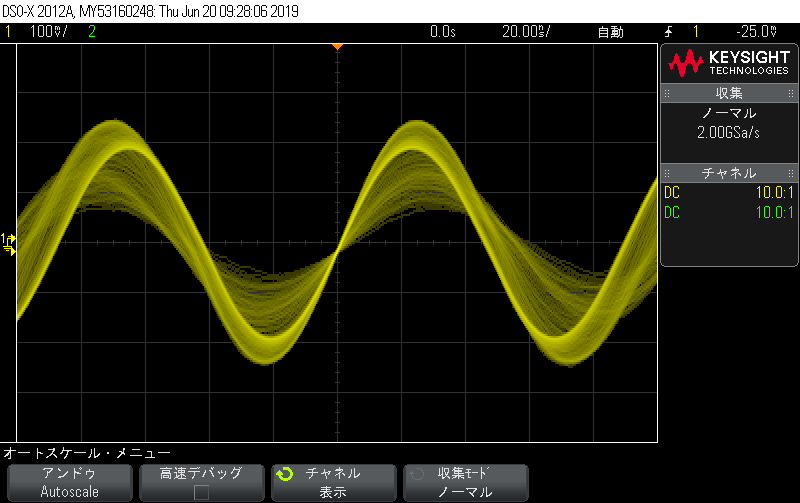 DSO-X 2012A, MY53160248: Thu Jun 20 09:28:06 2019
1 100▽/ 2 0.0s 20.00▽/ 自動 1 -25.0▽
KEYSIGHT
TECHNOLOGIES
収集
ノーマル
2.00GSa/s
チャネル
DC 10.0:1
DC 10.0:1
1
オートスケール・メニュー
アンドゥ
Autoscale
高速デバッグ
チャネル
表示
収集モード
ノーマル